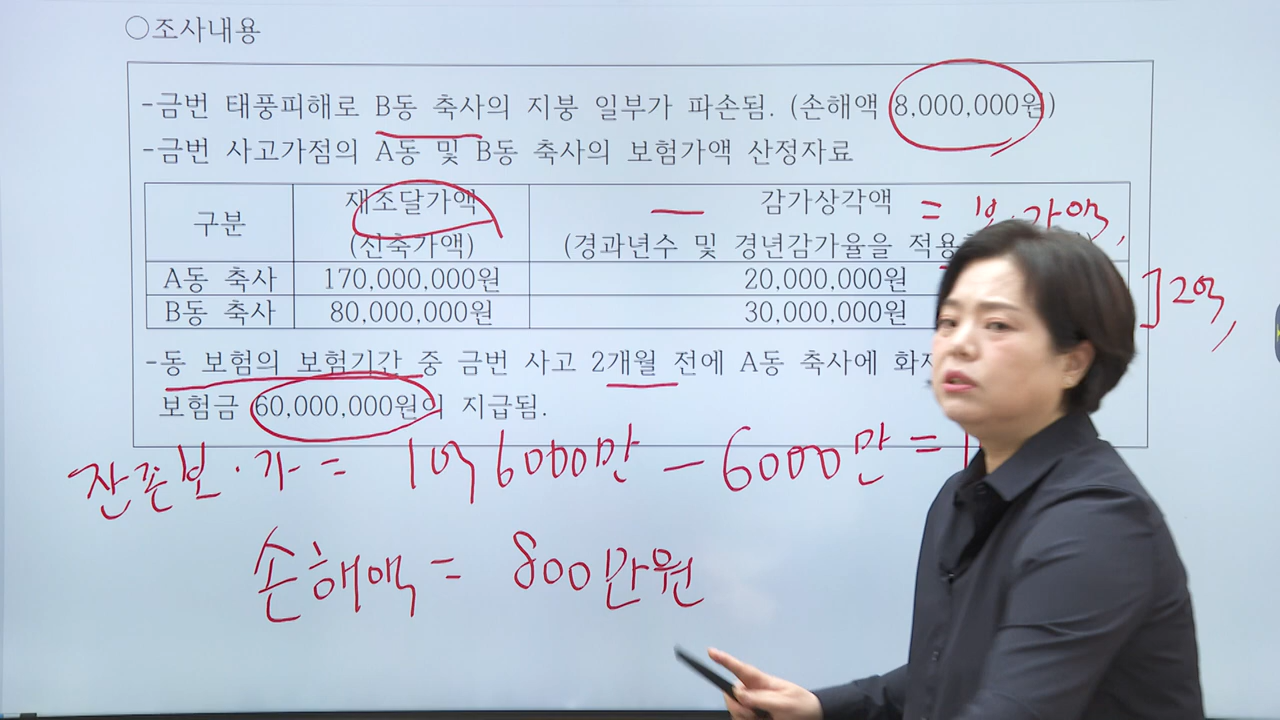 ○조사내용
-금번 태풍피해로 B동 축사의 지붕 일부가 파손됨. (손해액 8,000,000원)
-금번 사고가점의 A동 및 B동 축사의 보험가액 산정자료
구분 재조달가액 (신축가액) 감가상각액 (경과년수 및 경년감가율을 적용
— = 보·가액,
A동 축사 170,000,000원 20,000,000원
B동 축사 80,000,000원 30,000,000원
]2억,
-동 보험의 보험기간 중 금번 사고 2개월 전에 A동 축사에 화
보험금 60,000,000원이 지급됨.
잔존보·가 = 1억6000만 - 6000만 = 1
손해액 = 800만원